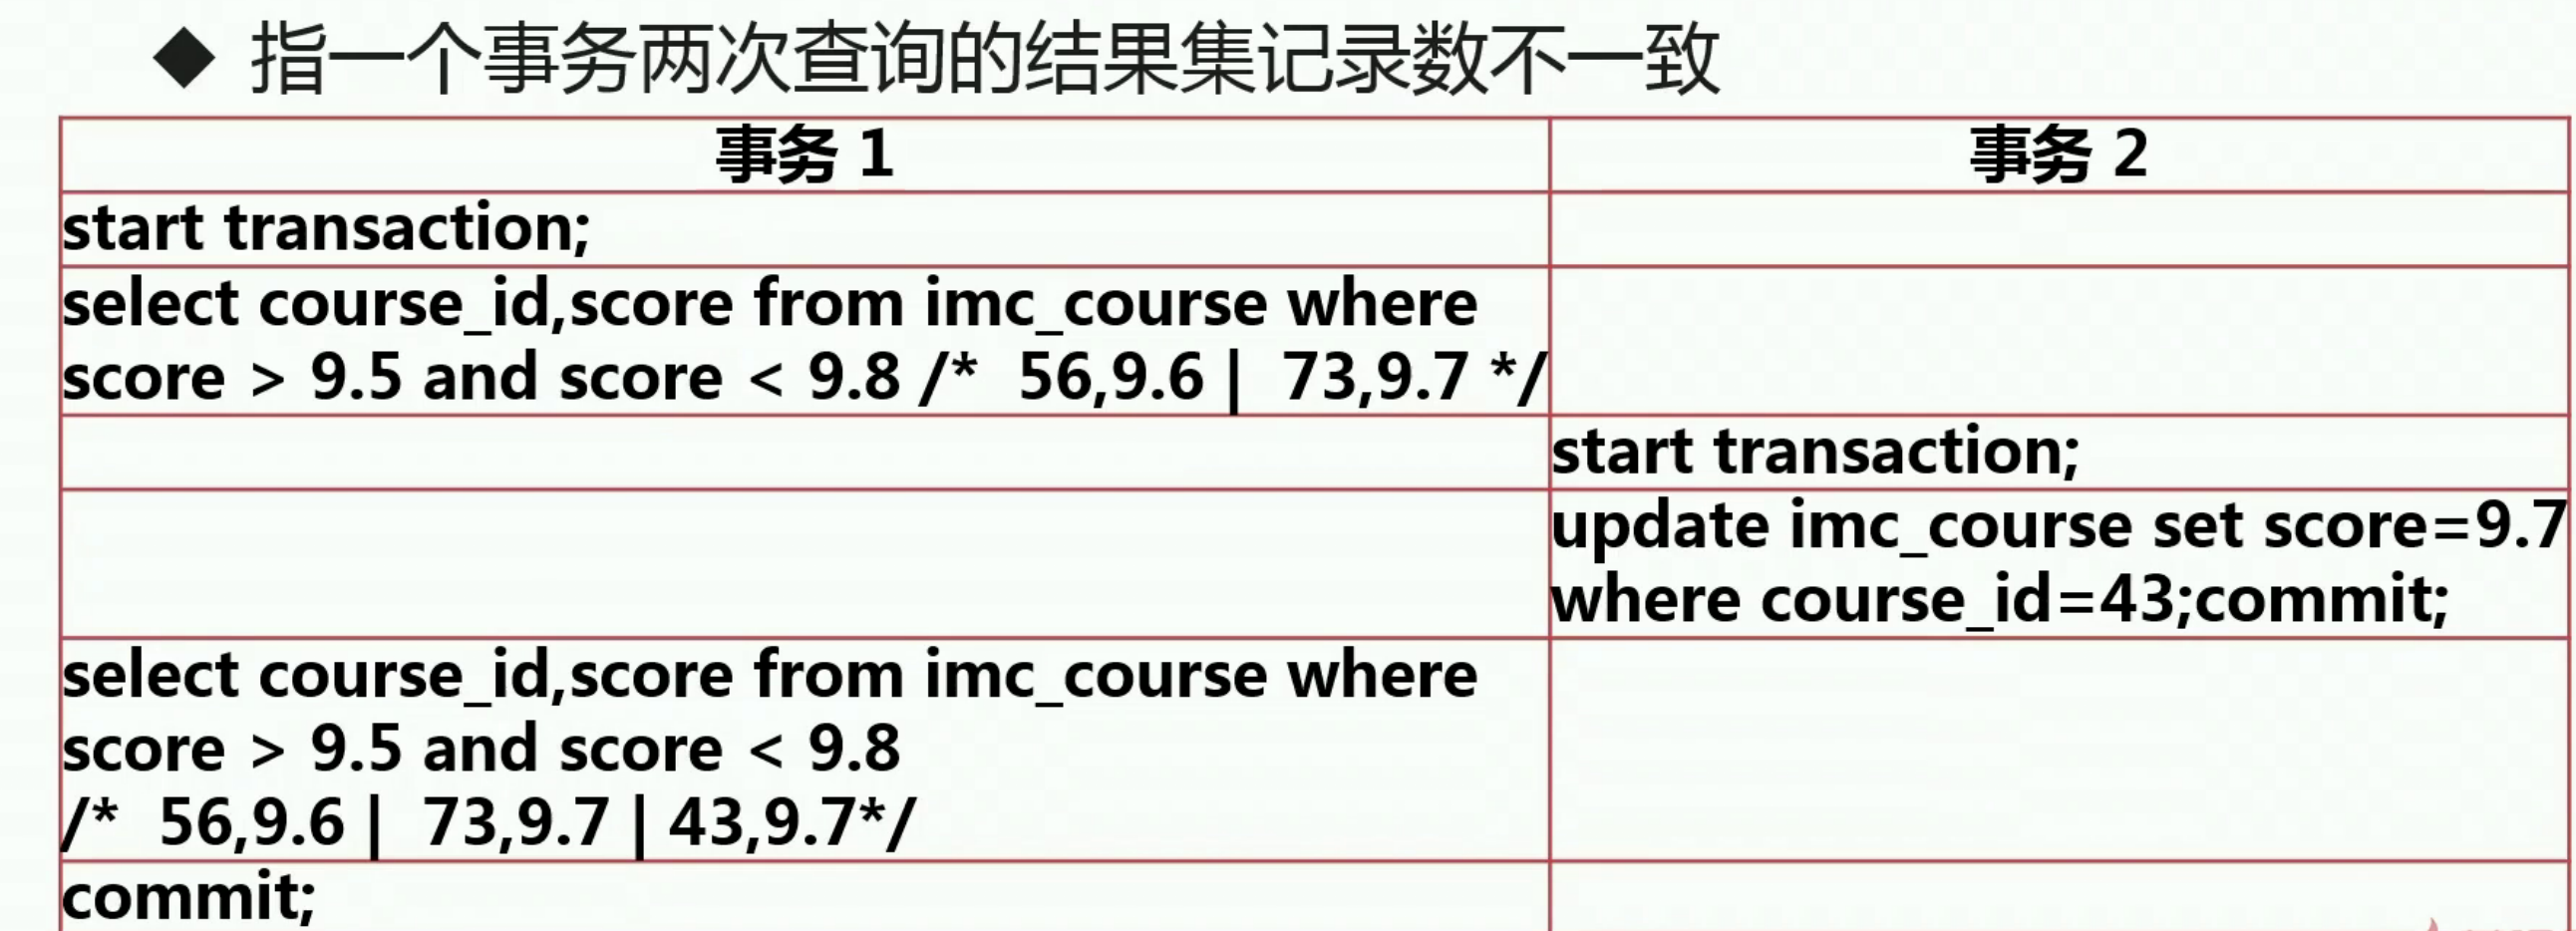 ◆ 指一个事务两次查询的结果集记录数不一致
事务 1
事务 2
start transaction;
select course_id,score from imc_course where
score > 9.5 and score < 9.8 /* 56,9.6 | 73,9.7 */
start transaction;
update imc_course set score=9.7
where course_id=43;commit;
select course_id,score from imc_course where
score > 9.5 and score < 9.8
/* 56,9.6 | 73,9.7 | 43,9.7*/
commit;